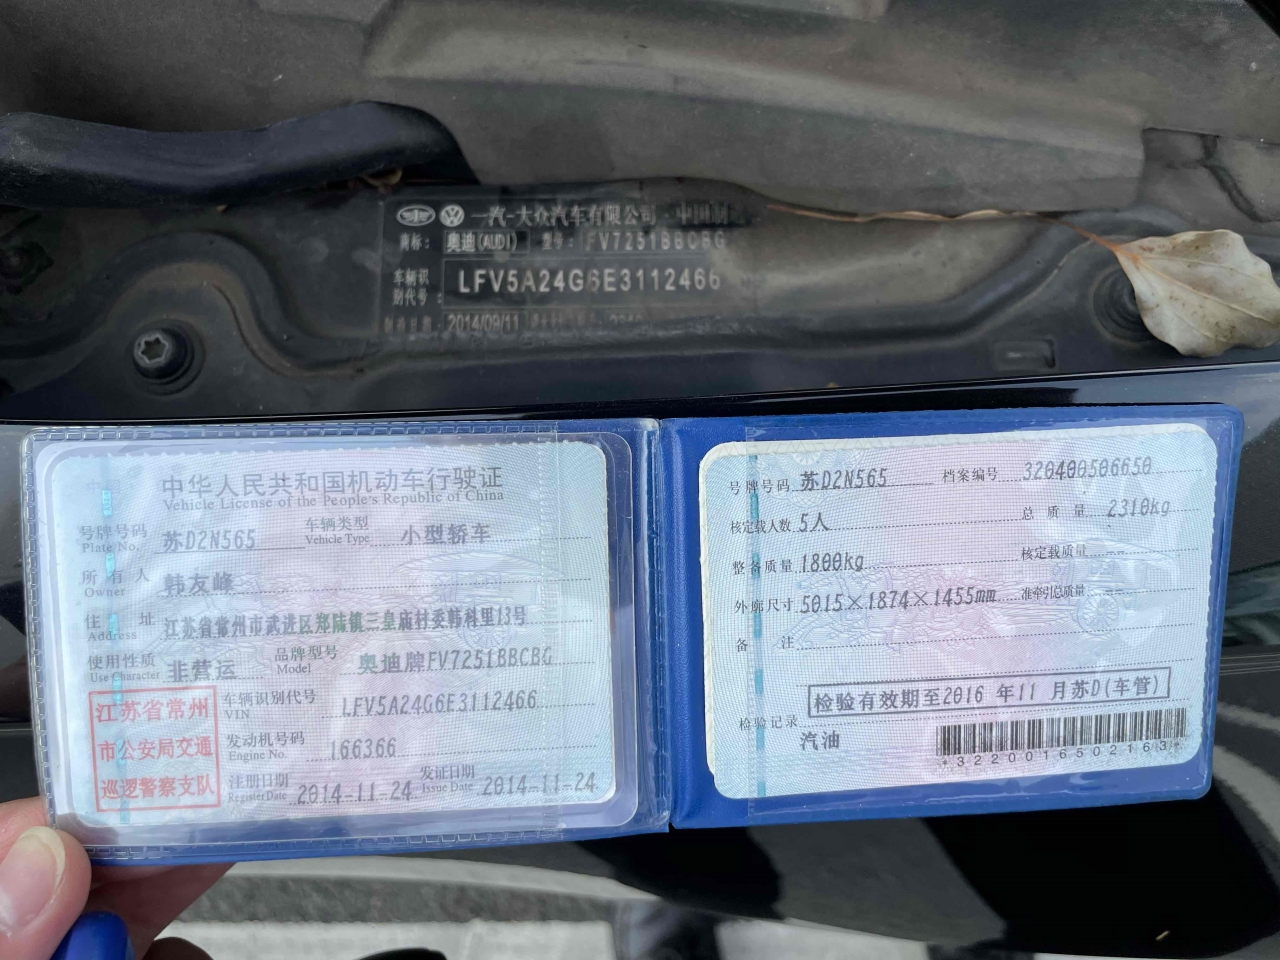 一汽-大众汽车有限公司·中国制
商标: 奥迪(AUDI) 型号: FV7251BBCBG
车辆识别代号: LFV5A24G6E3112466
制造日期: 2014/09/11
中华人民共和国机动车行驶证
Vehicle License of the People's Republic of China
号牌号码 苏D2N565 车辆类型 小型轿车
Plate No. Vehicle Type
所有人 韩友峰
Owner
住址 江苏省常州市武进区郑陆镇三皇庙村委韩科里13号
Address
使用性质 非营运 品牌型号 奥迪牌FV7251BBCBG
Use Character Model
江苏省常州
市公安局交通
巡逻警察支队
车辆识别代号 LFV5A24G6E3112466
VIN
发动机号码 166366
Engine No.
注册日期 2014-11-24 发证日期 2014-11-24
Register Date Issue Date
号牌号码 苏D2N565 档案编号 320400506650
核定载人数 5人 总质量 2310kg
整备质量 1800kg 核定载质量 --
外廓尺寸 5015×1874×1455mm 准牵引总质量 --
备注
检验有效期至2016 年11 月苏D(车管)
检验记录
汽油
*3220016502163*